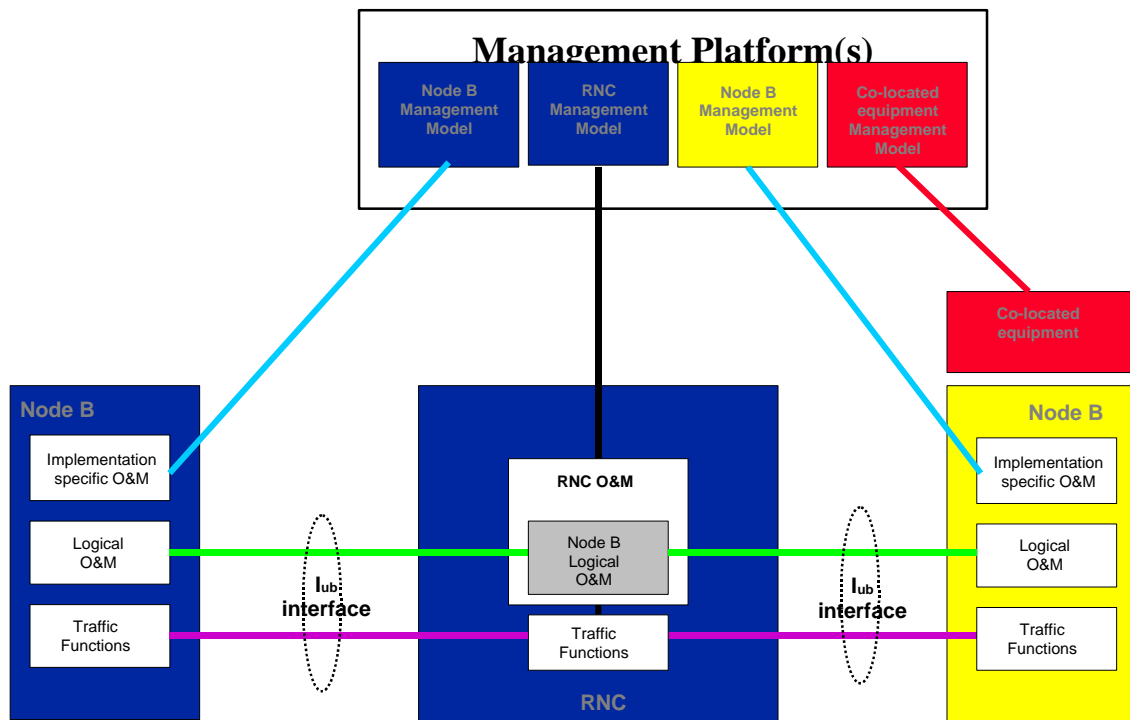 Management Platform(s)
Node B
Management
Model
RNC
Management
Model
Node B
Management
Model
Co-located
equipment
Management
Model
Co-located
equipment
Node B
Implementation
specific O&M
Logical
O&M
Traffic
Functions
Iub
interface
RNC O&M
Node B
Logical
O&M
Traffic
Functions
RNC
Iub
interface
Node B
Implementation
specific O&M
Logical
O&M
Traffic
Functions